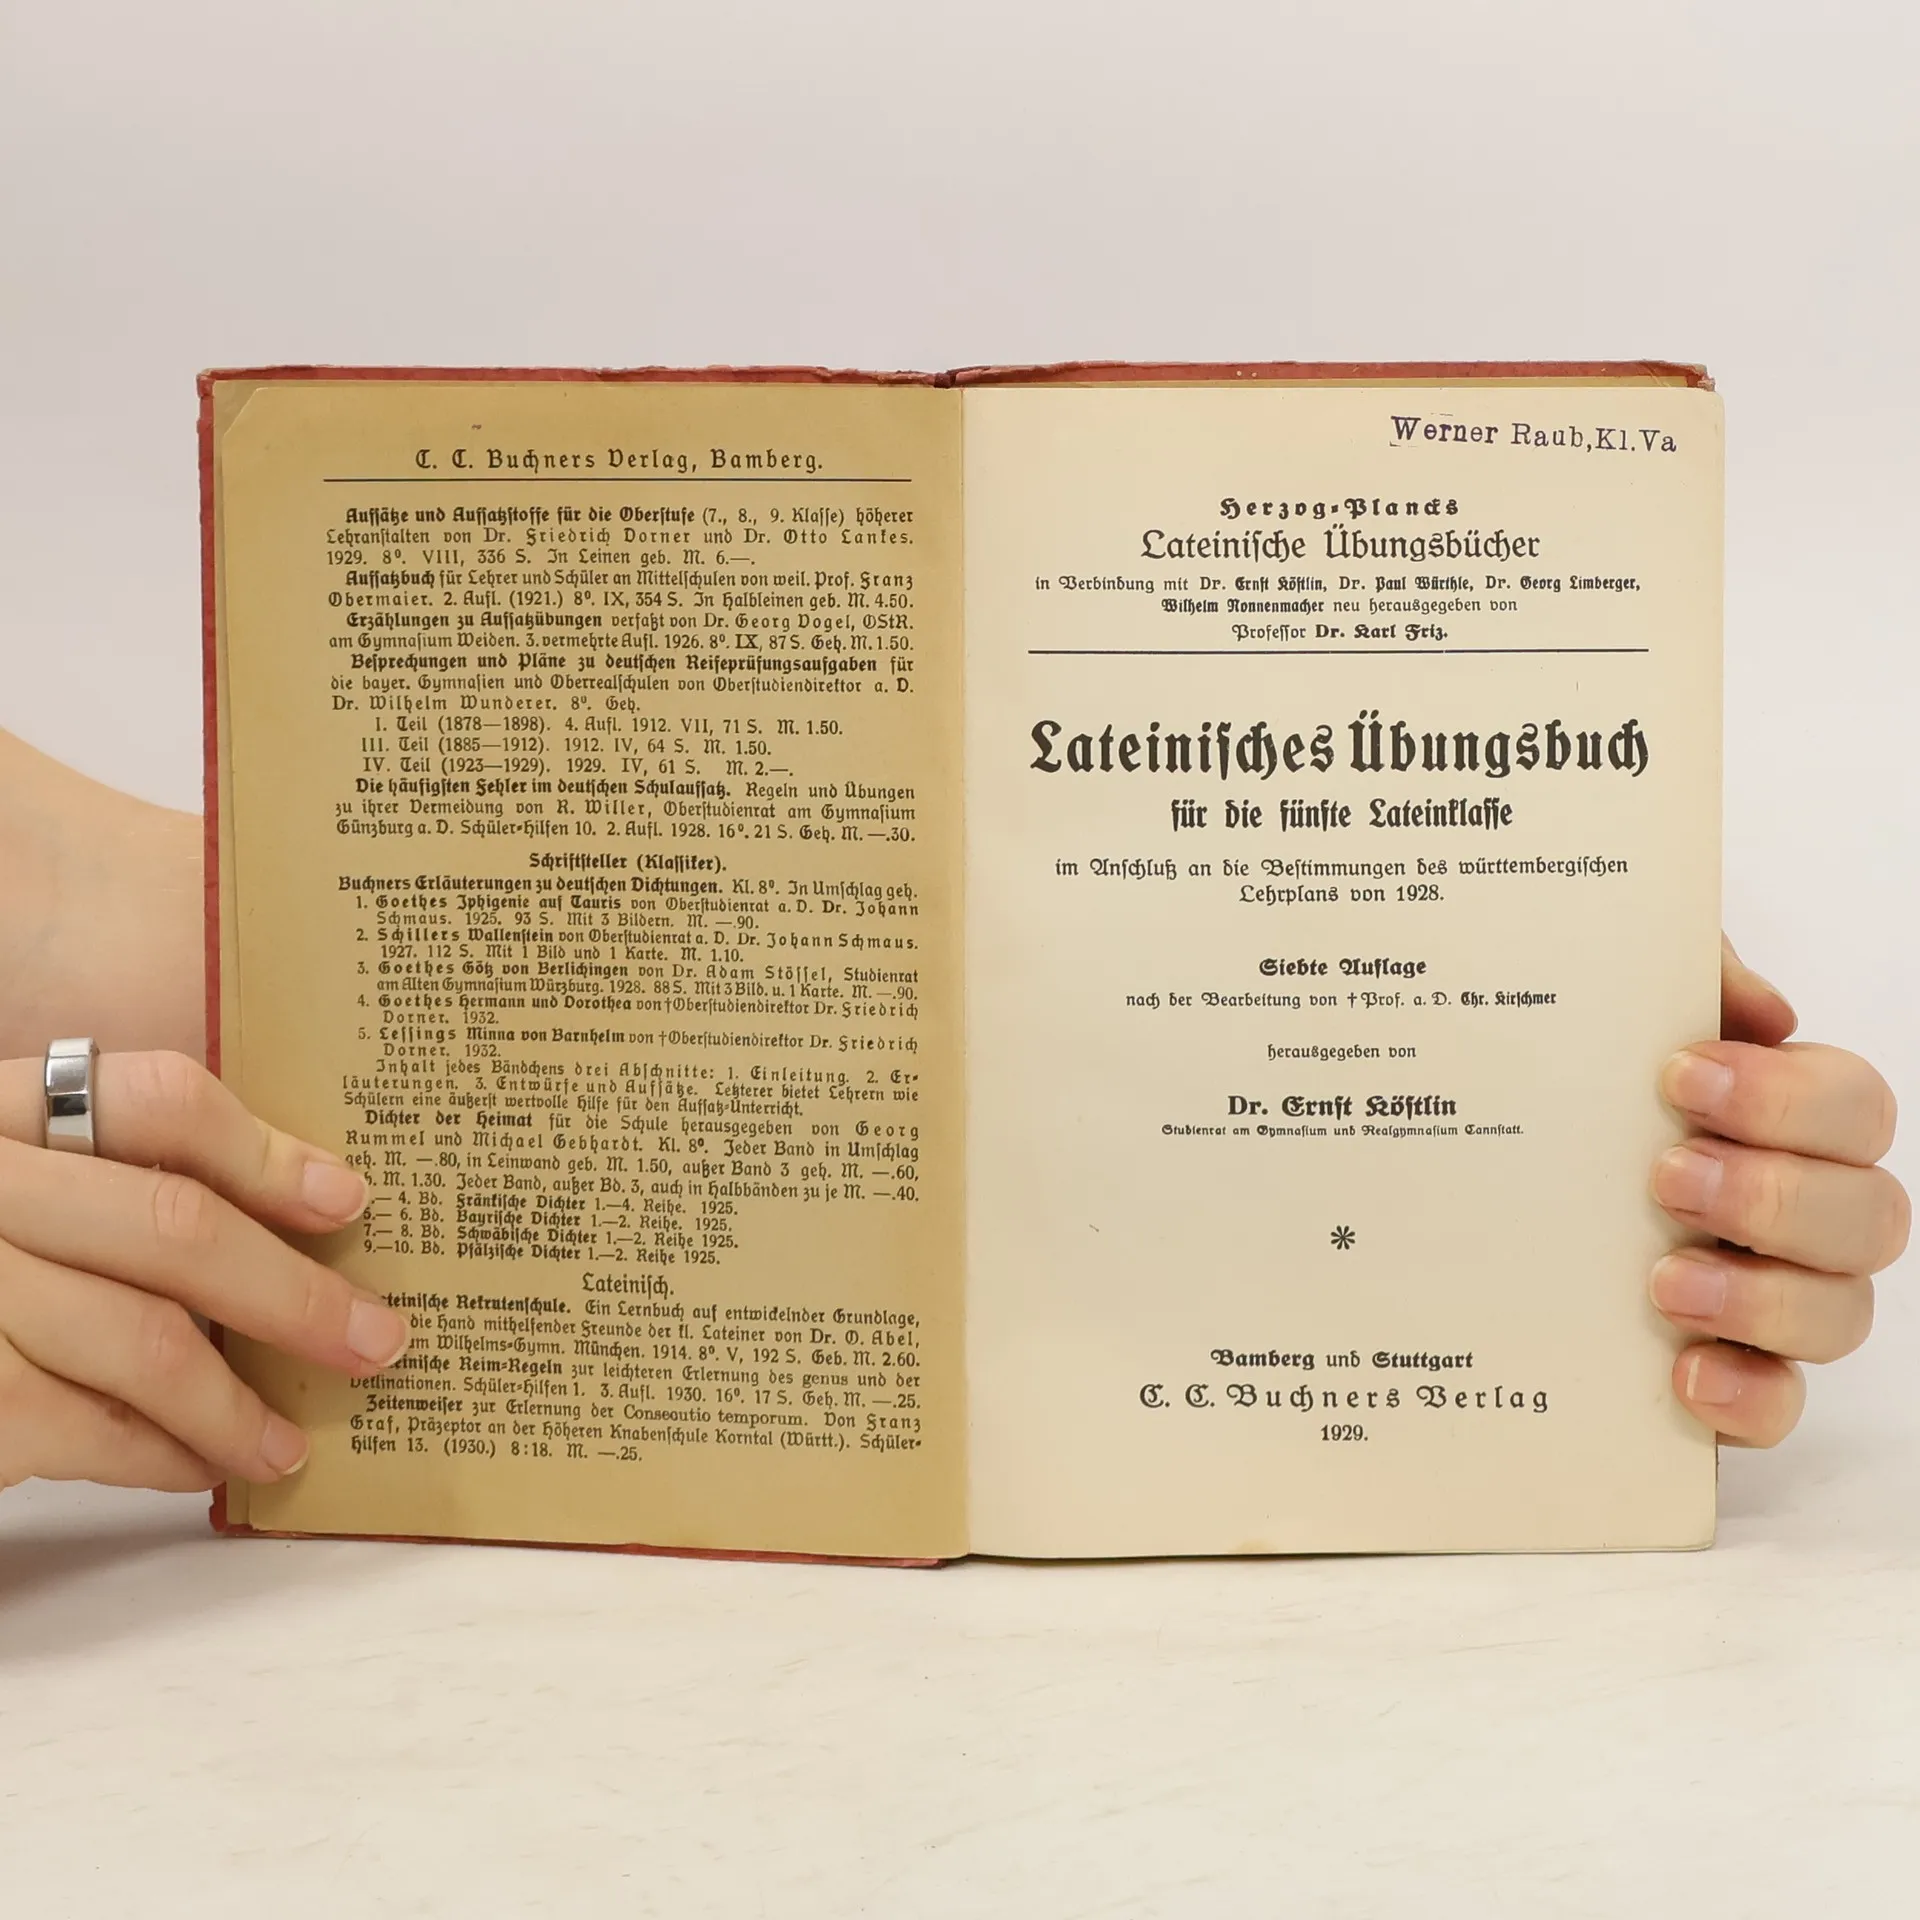 C. C. Buchners Verlag, Bamberg.
Aufsätze und Aufsatzstoffe für die Oberstufe (7., 8., 9. Klasse) höherer
Lehranstalten von Dr. Friedrich Dorner und Dr. Otto Lankes.
1929. 8⁰. VIII, 336 S. In Leinen geb. M. 6.—.
Aufsatzbuch für Lehrer und Schüler an Mittelschulen von weil. Prof. Franz
Obermaier. 2. Aufl. (1921.) 8⁰. IX, 354 S. In Halbleinen geb. M. 4.50.
Erzählungen zu Aufsatzübungen verfaßt von Dr. Georg Vogel, OStR.
am Gymnasium Weiden. 3. vermehrte Aufl. 1926. 8⁰. IX, 87 S. Geh. M. 1.50.
Besprechungen und Pläne zu deutschen Reifeprüfungsaufgaben für
die bayer. Gymnasien und Oberrealschulen von Oberstudiendirektor a. D.
Dr. Wilhelm Wunderer. 8⁰. Geh.
I. Teil (1878—1898). 4. Aufl. 1912. VII, 71 S. M. 1.50.
III. Teil (1885—1912). 1912. IV, 64 S. M. 1.50.
IV. Teil (1923—1929). 1929. IV, 61 S. M. 2.—.
Die häufigsten Fehler im deutschen Schulaufsatz. Regeln und Übungen
zu ihrer Vermeidung von R. Willer, Oberstudienrat am Gymnasium
Günzburg a. D. Schüler-Hilfen 10. 2. Aufl. 1928. 16⁰. 21 S. Geh. M. —.30.
Schriftsteller (Klassiker).
Buchners Erläuterungen zu deutschen Dichtungen. Kl. 8⁰. In Umschlag geh.
1. Goethes Iphigenie auf Tauris von Oberstudienrat a. D. Dr. Johann
Schmaus. 1925. 93 S. Mit 3 Bildern. M. —.90.
2. Schillers Wallenstein von Oberstudienrat a. D. Dr. Johann Schmaus.
1927. 112 S. Mit 1 Bild und 1 Karte. M. 1.10.
3. Goethes Götz von Berlichingen von Dr. Adam Stössel, Studienrat
am Alten Gymnasium Würzburg. 1928. 88 S. Mit 3 Bild. u. 1 Karte. M. —.90.
4. Goethes Hermann und Dorothea von † Oberstudiendirektor Dr. Friedrich
Dorner. 1932.
5. Lessings Minna von Barnhelm von † Oberstudiendirektor Dr. Friedrich
Dorner. 1932.
Inhalt jedes Bändchens drei Abschnitte: 1. Einleitung. 2. Er-
läuterungen. 3. Entwürfe und Aufsätze. Letzterer bietet Lehrern wie
Schülern eine äußerst wertvolle Hilfe für den Aufsatz-Unterricht.
Dichter der Heimat für die Schule herausgegeben von Georg
Rummel und Michael Gebhardt. Kl. 8⁰. Jeder Band in Umschlag
geh. M. —.80, in Leinwand geb. M. 1.50, außer Band 3 geh. M. —.60,
M. 1.30. Jeder Band, außer Bd. 3, auch in Halbbänden zu je M. —.40.
— 4. Bd. Fränkische Dichter 1.—4. Reihe. 1925.
— 6. Bd. Bayrische Dichter 1.—2. Reihe. 1925.
7.— 8. Bd. Schwäbische Dichter 1.—2. Reihe 1925.
9.—10. Bd. Pfälzische Dichter 1.—2. Reihe 1925.
Lateinisch.
Rekrutenschule. Ein Lernbuch auf entwickelnder Grundlage,
die Hand mithelfender Freunde der kl. Lateiner von Dr. O. Abel,
am Wilhelms-Gymn. München. 1914. 8⁰. V, 192 S. Geb. M. 2.60.
Reim-Regeln zur leichteren Erlernung des genus und der
Deklinationen. Schüler-Hilfen 1. 3. Aufl. 1930. 16⁰. 17 S. Geh. M. —.25.
Zeitenweiser zur Erlernung der Consecutio temporum. Von Franz
Graf, Präzeptor an der Höheren Knabenschule Korntal (Württ.). Schüler-
Hilfen 13. (1930.) 8:18. M. —.25.
Werner Raub,Kl.Va
Herzog-Plancks
Lateinische Übungsbücher
in Verbindung mit Dr. Ernst Köstlin, Dr. Paul Würthle, Dr. Georg Limberger,
Wilhelm Nonnenmacher neu herausgegeben von
Professor Dr. Karl Friz.
Lateinisches Übungsbuch
für die fünfte Lateinklasse
im Anschluß an die Bestimmungen des württembergischen
Lehrplans von 1928.
Siebte Auflage
nach der Bearbeitung von † Prof. a. D. Chr. Kirschmer
herausgegeben von
Dr. Ernst Köstlin
Studienrat am Gymnasium und Realgymnasium Cannstatt.
*
Bamberg und Stuttgart
C. C. Buchners Verlag
1929.